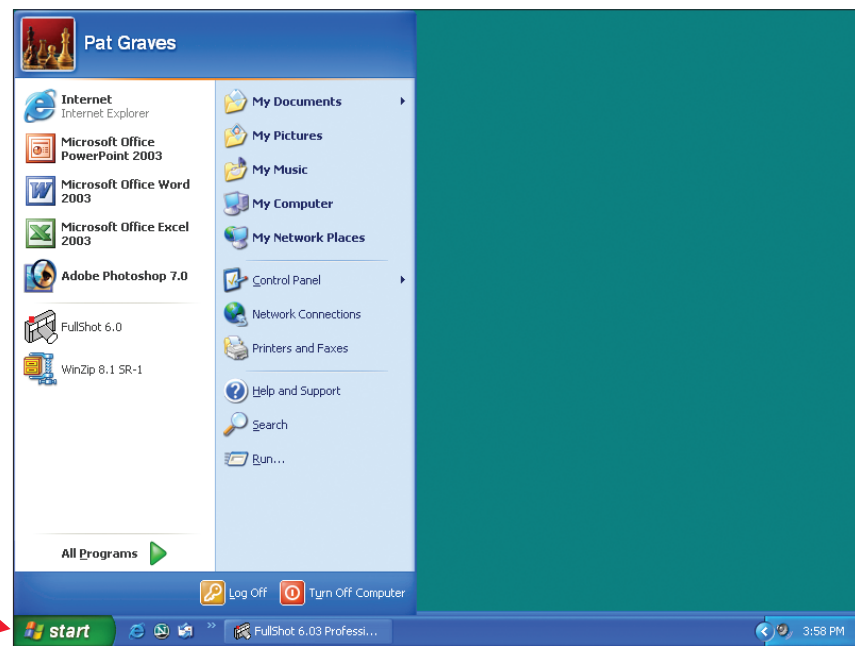 Pat Graves
Internet
Internet Explorer
Microsoft Office
PowerPoint 2003
Microsoft Office Word
2003
Microsoft Office Excel
2003
Adobe Photoshop 7.0
FullShot 6.0
WinZip 8.1 SR-1
All Programs
My Documents
My Pictures
My Music
My Computer
My Network Places
Control Panel
Network Connections
Printers and Faxes
Help and Support
Search
Run...
Log Off
Turn Off Computer
start
»
FullShot 6.03 Professi...
3:58 PM